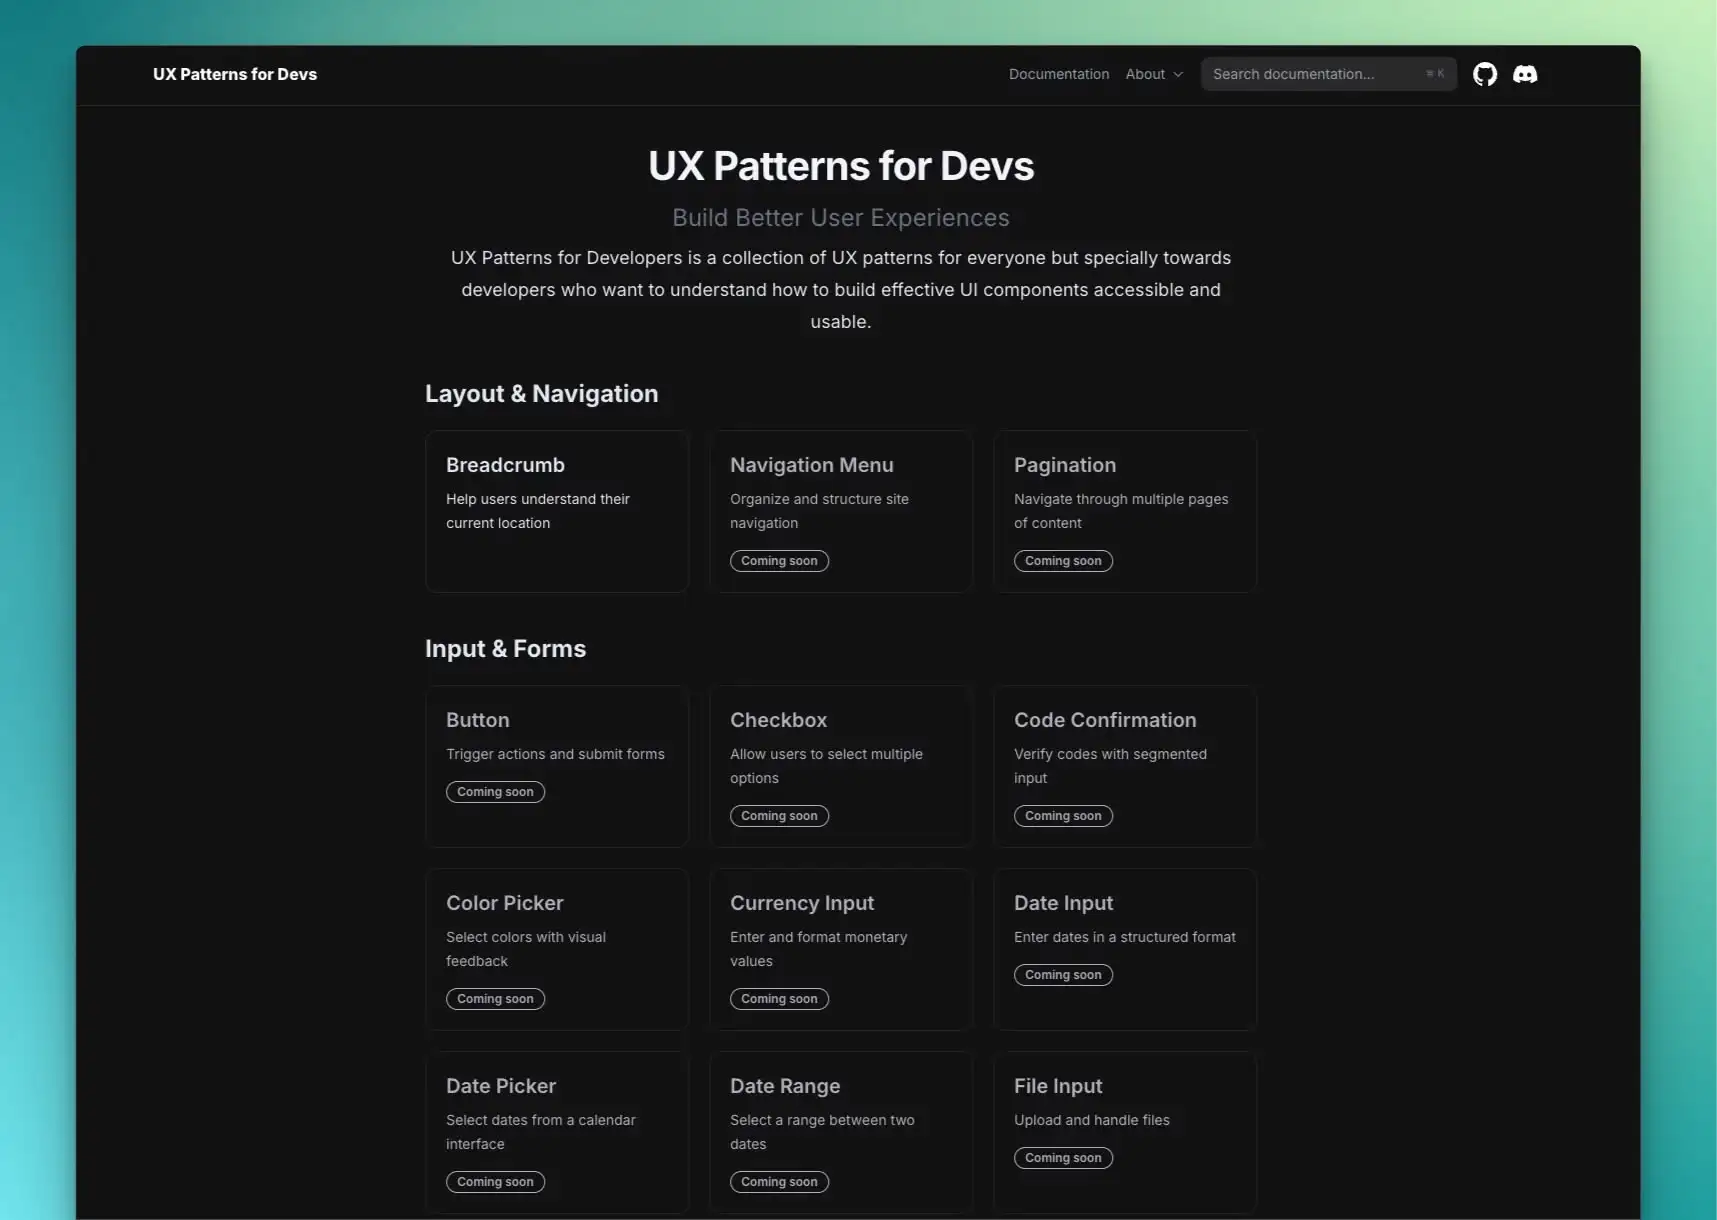 UX Patterns for Devs
Documentation
About
Search documentation...
⌘ K
UX Patterns for Devs
Build Better User Experiences
UX Patterns for Developers is a collection of UX patterns for everyone but specially towards
developers who want to understand how to build effective UI components accessible and
usable.
Layout & Navigation
Breadcrumb
Help users understand their
current location
Navigation Menu
Organize and structure site
navigation
Coming soon
Pagination
Navigate through multiple pages
of content
Coming soon
Input & Forms
Button
Trigger actions and submit forms
Coming soon
Checkbox
Allow users to select multiple
options
Coming soon
Code Confirmation
Verify codes with segmented
input
Coming soon
Color Picker
Select colors with visual
feedback
Coming soon
Currency Input
Enter and format monetary
values
Coming soon
Date Input
Enter dates in a structured format
Coming soon
Date Picker
Select dates from a calendar
interface
Coming soon
Date Range
Select a range between two
dates
Coming soon
File Input
Upload and handle files
Coming soon